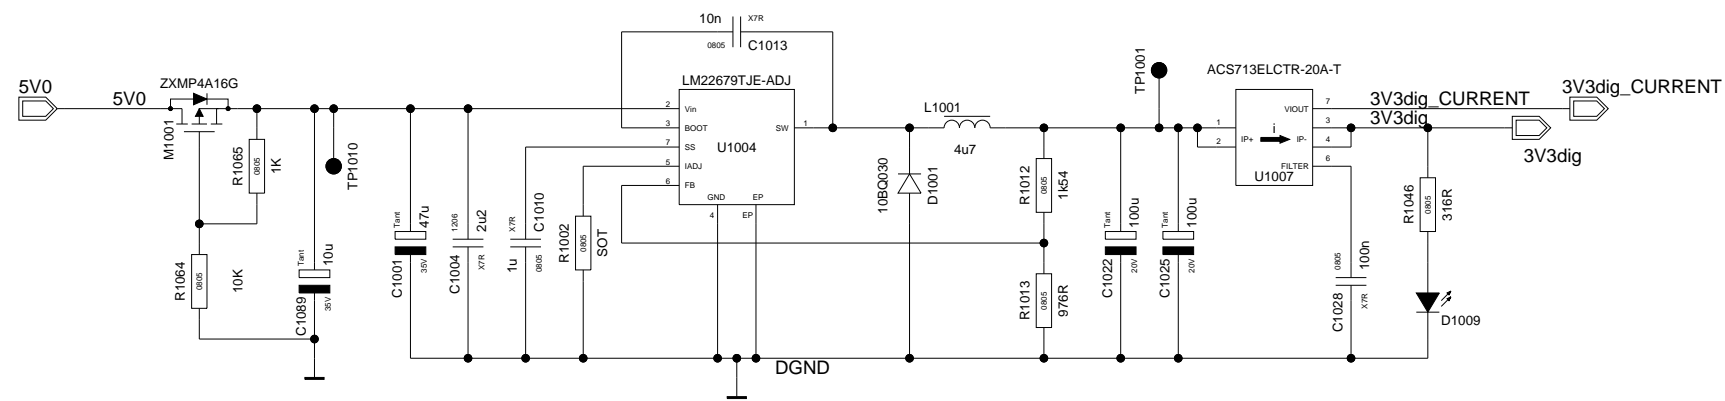 5V0
5V0
ZXMP4A16G
M1001
R1065
0805
1K
TP1010
R1064
0805
10K
Tant
10u
C1089
35V
Tant
47u
C1001
35V
1206
2u2
C1004
X7R
X7R
C1010
1u
0805
R1002
0805
SOT
10n
X7R
0805
C1013
LM22679TJE-ADJ
2
Vin
3
BOOT
SW
1
U1004
7
SS
5
IADJ
6
FB
GND
EP
4
EP
DGND
10BQ030
D1001
L1001
4u7
R1012
0805
1k54
R1013
0805
976R
Tant
100u
C1022
20V
TP1001
Tant
100u
C1025
20V
ACS713ELCTR-20A-T
VIOUT
7
1
IP+
i
IP-
3
2
4
FILTER
6
U1007
3V3dig_CURRENT
3V3dig
3V3dig_CURRENT
3V3dig
0805
100n
C1028
X7R
R1046
0805
316R
D1009